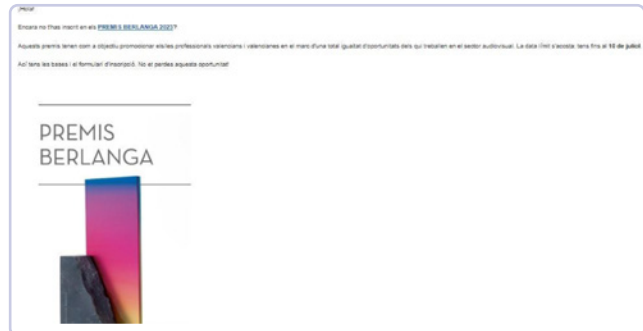 ¡Hola!
Encara no t'has inscrit en els PREMIS BERLANGA 2023?
Aquests premis tenen com a objectiu promocionar els/les professionals valencians i valencianes en el marc d'una total igualtat d'oportunitats dels qui treballen en el sector audiovisual. La data límit s'acosta, tens fins al 10 de juliol
Ací tens les bases i el formulari d'inscripció. No et perdes aquesta oportunitat!
PREMIS
BERLANGA